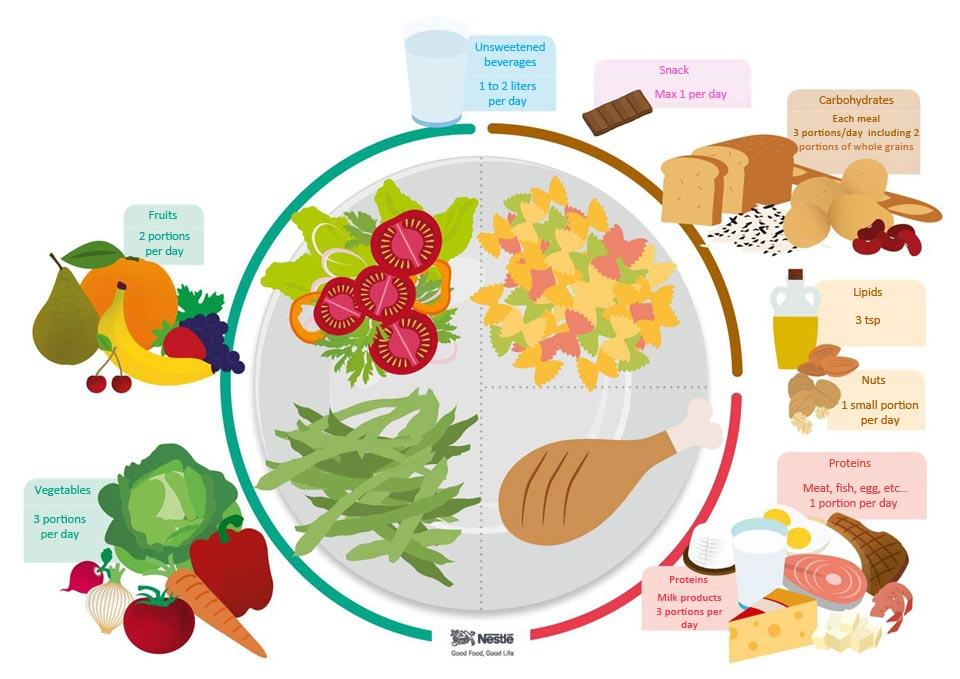 Unsweetened
beverages
1 to 2 liters
per day
Snack
Max 1 per day
Carbohydrates
Each meal
3 portions/day including 2
portions of whole grains
Fruits
2 portions
per day
Lipids
3 tsp
Nuts
1 small portion
per day
Vegetables
3 portions
per day
Proteins
Meat, fish, egg, etc...
1 portion per day
Proteins
Milk products
3 portions per
day
Nestlé
Good Food, Good Life